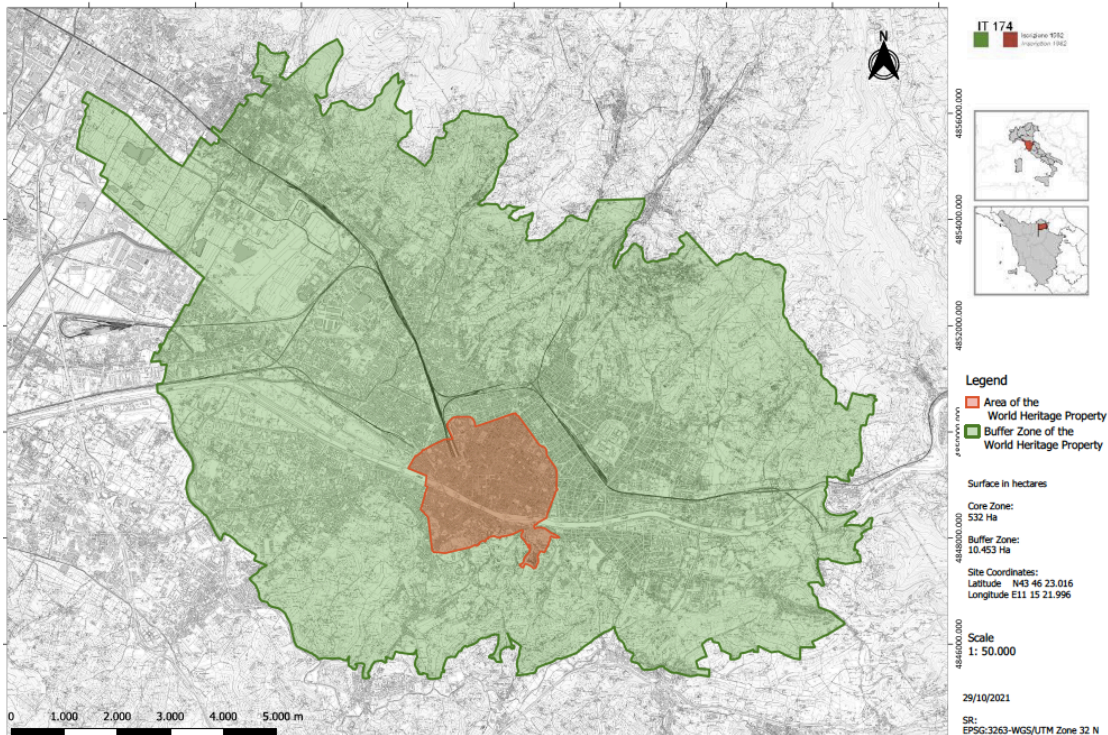 IT 174
Iscrizione 1982
Inscription 1982
N
4856000.000
4854000.000
4852000.000
4850000.000
4848000.000
4846000.000
Legend
Area of the
World Heritage Property
Buffer Zone of the
World Heritage Property
Surface in hectares
Core Zone:
532 Ha
Buffer Zone:
10.453 Ha
Site Coordinates:
Latitude N43 46 23.016
Longitude E11 15 21.996
Scale
1: 50.000
29/10/2021
SR:
EPSG:3263-WGS/UTM Zone 32 N
0 1.000 2.000 3.000 4.000 5.000 m